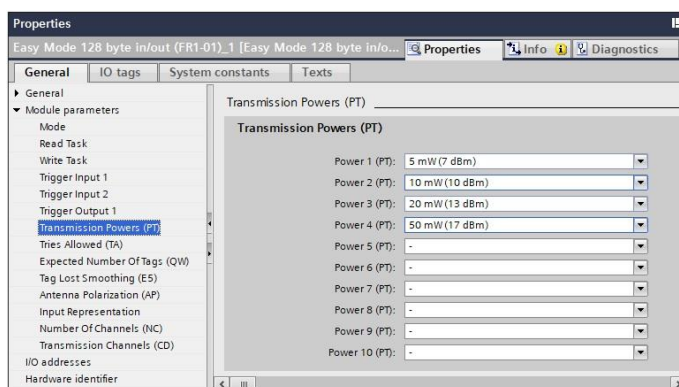 Properties
Easy Mode 128 byte in/out (FR1-01)_1 [Easy Mode 128 byte in/o...
Properties
Info
Diagnostics
General
IO tags
System constants
Texts
General
Module parameters
Mode
Read Task
Write Task
Trigger Input 1
Trigger Input 2
Trigger Output 1
Transmission Powers (PT)
Tries Allowed (TA)
Expected Number Of Tags (QW)
Tag Lost Smoothing (E5)
Antenna Polarization (AP)
Input Representation
Number Of Channels (NC)
Transmission Channels (CD)
I/O addresses
Hardware identifier
Transmission Powers (PT)
Transmission Powers (PT)
Power 1 (PT): 5 mW (7 dBm)
Power 2 (PT): 10 mW (10 dBm)
Power 3 (PT): 20 mW (13 dBm)
Power 4 (PT): 50 mW (17 dBm)
Power 5 (PT): -
Power 6 (PT): -
Power 7 (PT): -
Power 8 (PT): -
Power 9 (PT): -
Power 10 (PT): -